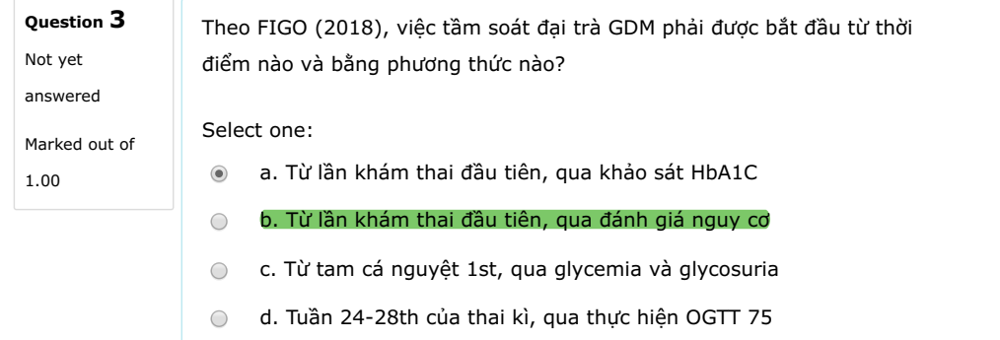 Question 3
Not yet
answered
Marked out of
1.00
Theo FIGO (2018), việc tầm soát đại trà GDM phải được bắt đầu từ thời
điểm nào và bằng phương thức nào?
Select one:
a. Từ lần khám thai đầu tiên, qua khảo sát HbA1C
b. Từ lần khám thai đầu tiên, qua đánh giá nguy cơ
c. Từ tam cá nguyệt 1st, qua glycemia và glycosuria
d. Tuần 24-28th của thai kì, qua thực hiện OGTT 75